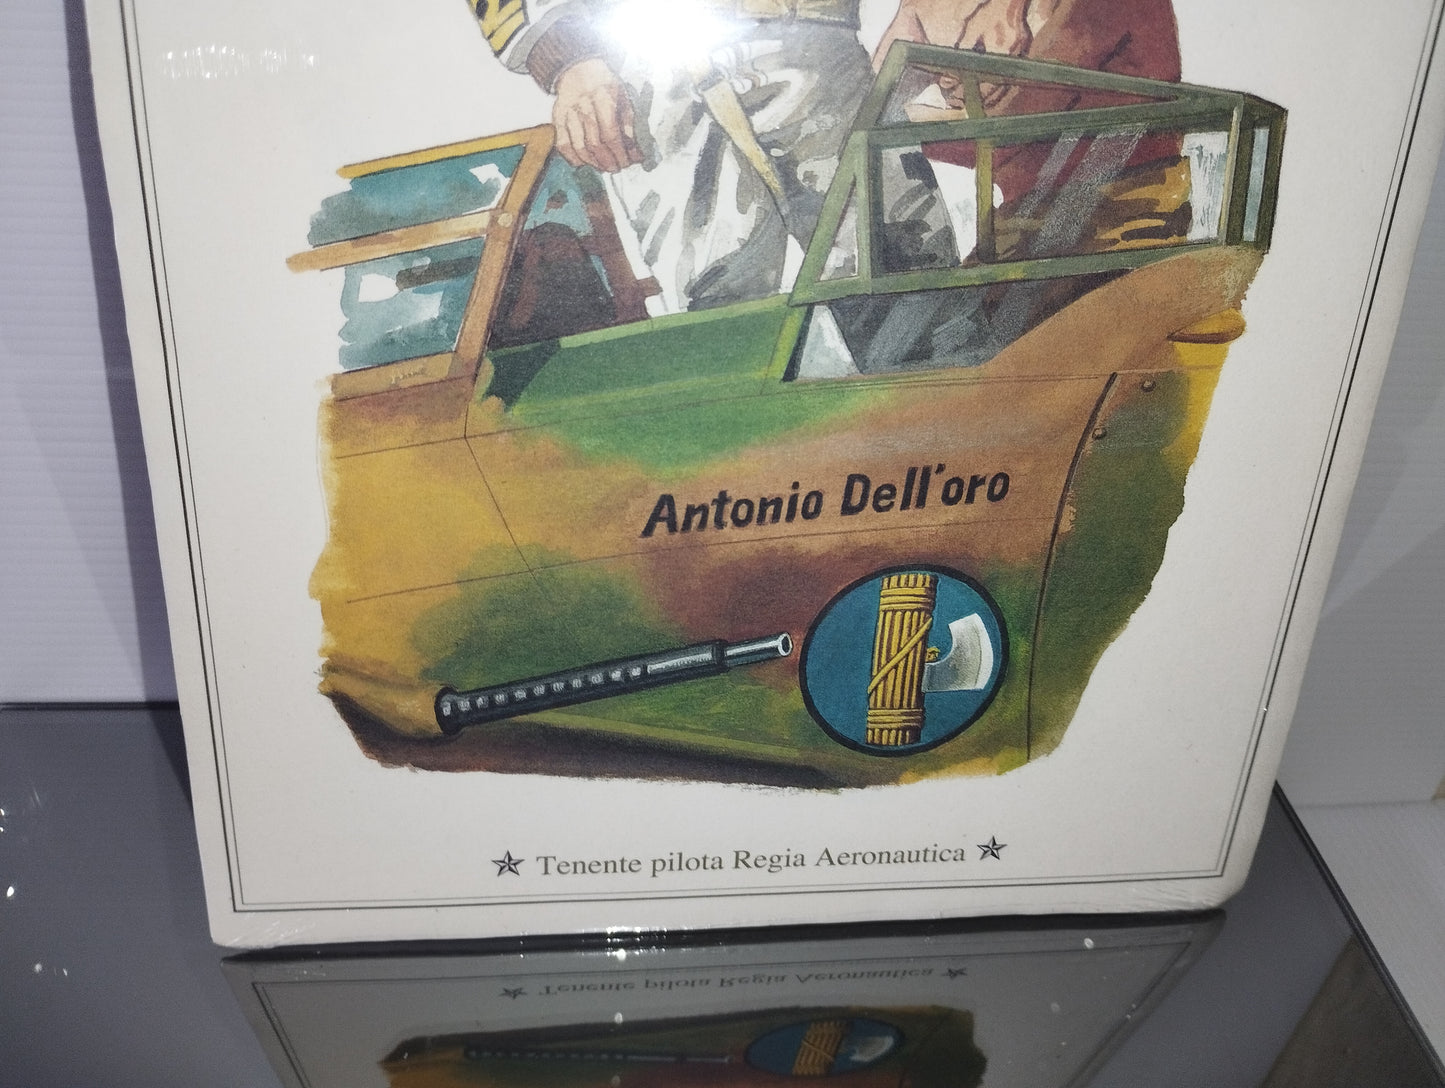 Antonio Dell'oro
Tenente pilota Regia Aeronautica